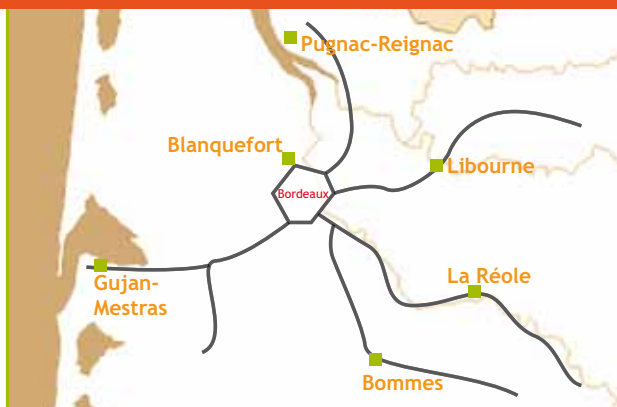 Pugnac-Reignac
Blanquefort
Libourne
Bordeaux
La Réole
Gujan-
Mestras
Bommes